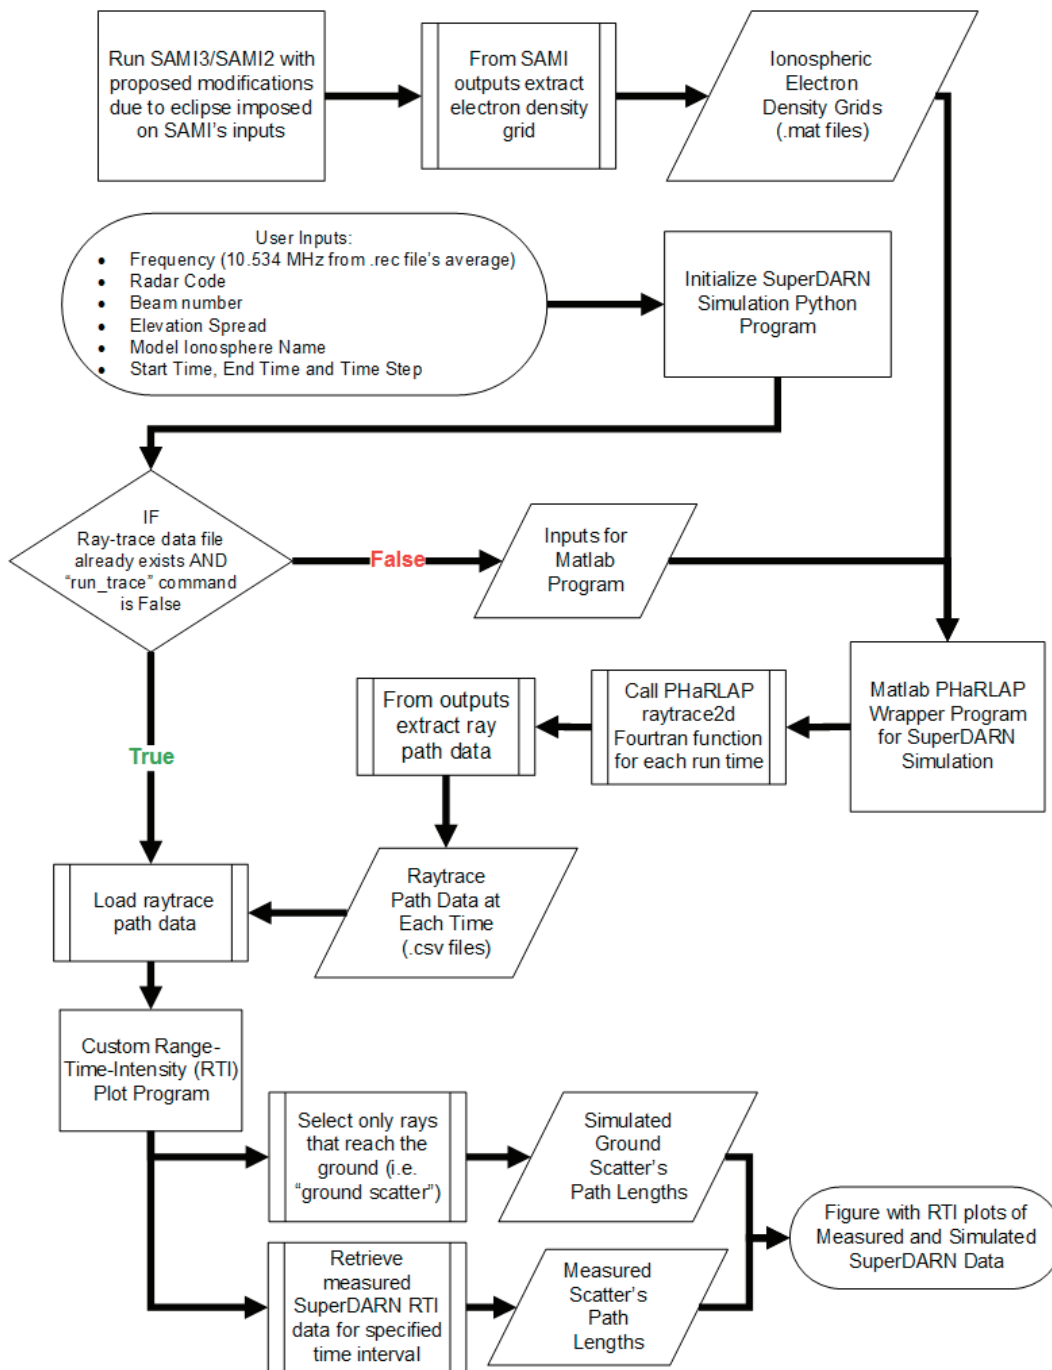 Run SAMI3/SAMI2 with
proposed modifications
due to eclipse imposed
on SAMI's inputs
From SAMI
outputs extract
electron density
grid
Ionospheric
Electron
Density Grids
(.mat files)
User Inputs:
• Frequency (10.534 MHz from .rec file's average)
• Radar Code
• Beam number
• Elevation Spread
• Model Ionosphere Name
• Start Time, End Time and Time Step
Initialize SuperDARN
Simulation Python
Program
IF
Ray-trace data file
already exists AND
“run_trace” command
is False
False
Inputs for
Matlab
Program
True
Matlab PHaRLAP
Wrapper Program
for SuperDARN
Simulation
Call PHaRLAP
raytrace2d
Fourtran function
for each run time
From outputs
extract ray
path data
Raytrace
Path Data at
Each Time
(.csv files)
Load raytrace
path data
Custom Range-
Time-Intensity (RTI)
Plot Program
Select only rays
that reach the
ground (i.e.
“ground scatter”)
Simulated
Ground
Scatter's
Path Lengths
Retrieve
measured
SuperDARN RTI
data for specified
time interval
Measured
Scatter's
Path
Lengths
Figure with RTI plots of
Measured and Simulated
SuperDARN Data